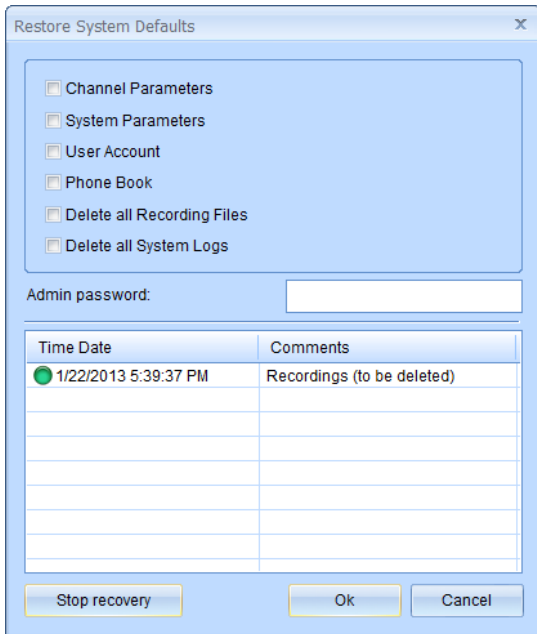 Restore System Defaults
Channel Parameters
System Parameters
User Account
Phone Book
Delete all Recording Files
Delete all System Logs
Admin password:
Time Date Comments
1/22/2013 5:39:37 PM Recordings (to be deleted)
Stop recovery Ok Cancel